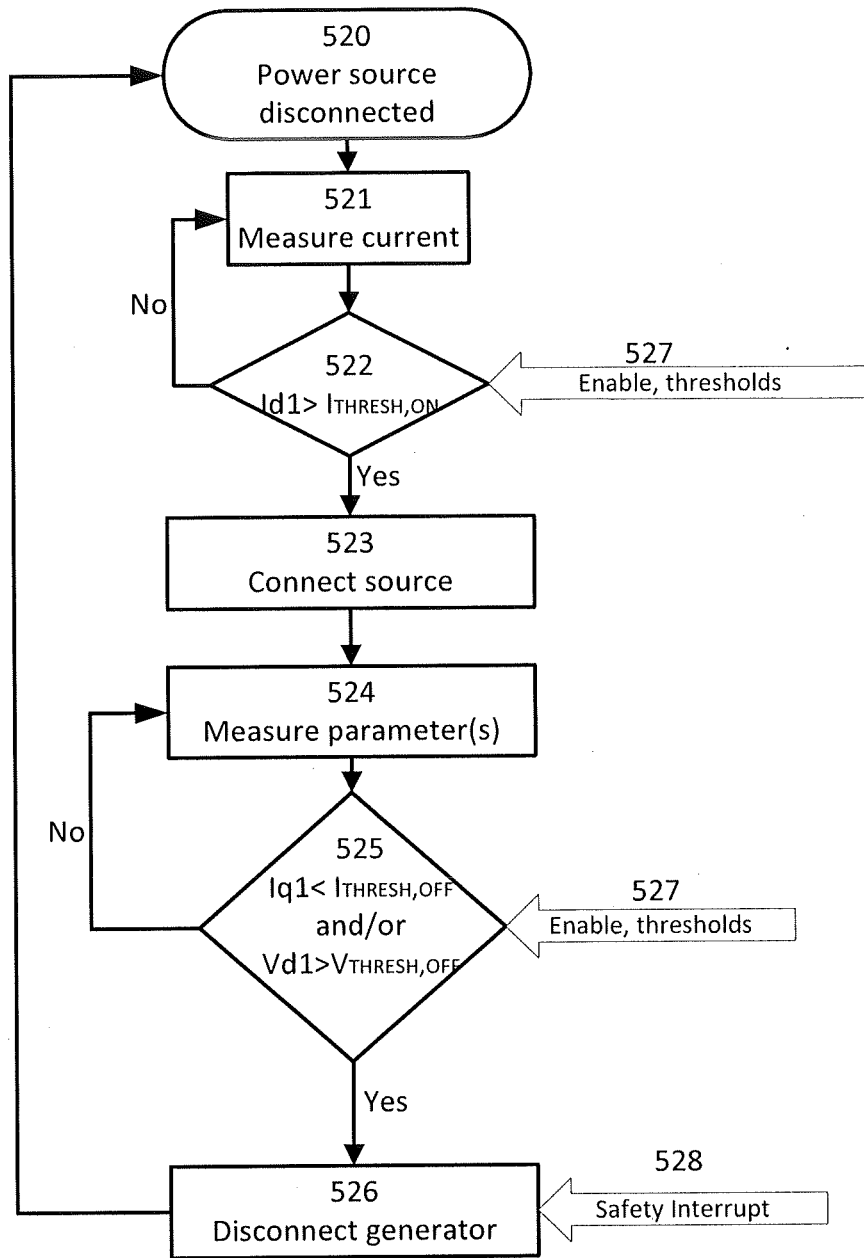 520
Power source
disconnected
521
Measure current
No
522
Id1> ITHRESH,ON
527
Enable, thresholds
Yes
523
Connect source
524
Measure parameter(s)
No
525
Iq1< ITHRESH,OFF
and/or
Vd1>VTHRESH,OFF
527
Enable, thresholds
Yes
526
Disconnect generator
528
Safety Interrupt